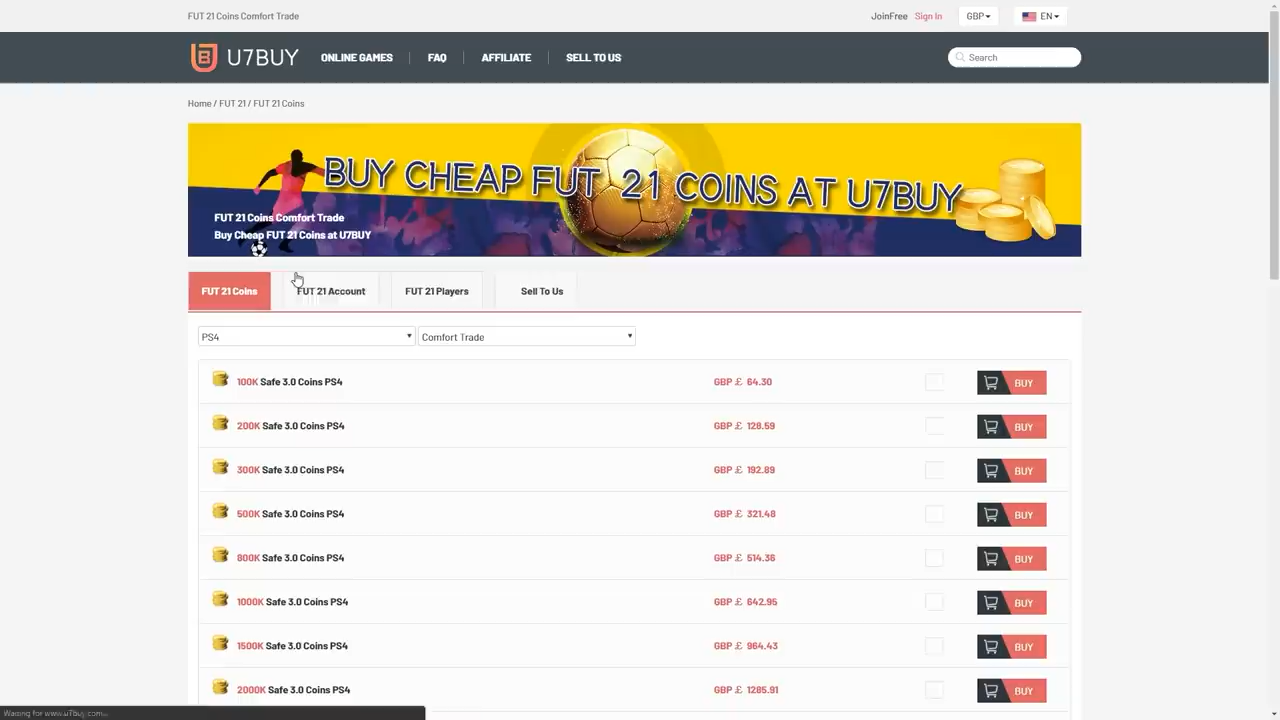 FUT 21 Coins Comfort Trade
JoinFree Sign In GBP EN
U7BUY ONLINE GAMES FAQ AFFILIATE SELL TO US Search
Home / FUT 21 / FUT 21 Coins
BUY CHEAP FUT 21 COINS AT U7BUY
FUT 21 Coins Comfort Trade
Buy Cheap FUT 21 Coins at U7BUY
FUT 21 Coins FUT 21 Account FUT 21 Players Sell To Us
PS4 Comfort Trade
100K Safe 3.0 Coins PS4 GBP £ 64.30 BUY
200K Safe 3.0 Coins PS4 GBP £ 128.59 BUY
300K Safe 3.0 Coins PS4 GBP £ 192.89 BUY
500K Safe 3.0 Coins PS4 GBP £ 321.48 BUY
800K Safe 3.0 Coins PS4 GBP £ 514.36 BUY
1000K Safe 3.0 Coins PS4 GBP £ 642.95 BUY
1500K Safe 3.0 Coins PS4 GBP £ 964.43 BUY
2000K Safe 3.0 Coins PS4 GBP £ 1285.91 BUY
Waiting for www.u7buy.com...